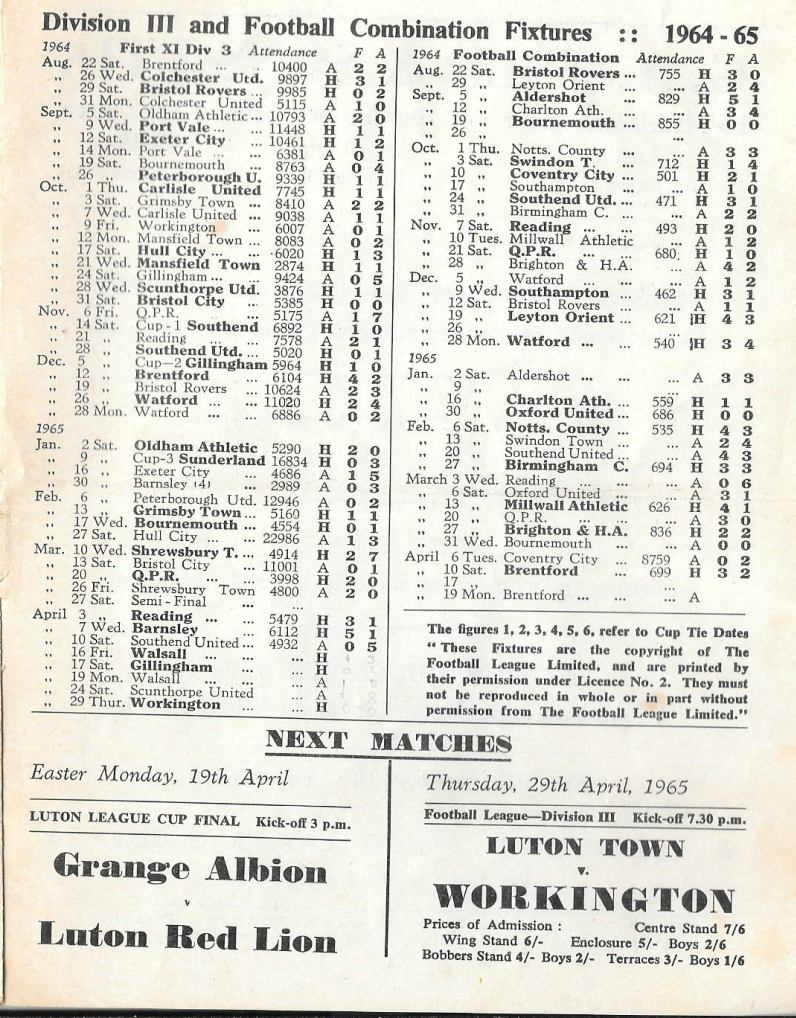 Division III and Football Combination Fixtures :: 1964 - 65
1964 First XI Div 3 Attendance F A
Aug. 22 Sat. Brentford ... .. 10400 A 2 2
,, 26 Wed. Colchester Utd. 9897 H 3 1
,, 29 Sat. Bristol Rovers ... 9985 H 0 2
,, 31 Mon. Colchester United 5115 A 1 0
Sept. 5 Sat. Oldham Athletic ... 10793 A 2 0
,, 9 Wed. Port Vale ... ... 11448 H 1 1
,, 12 Sat. Exeter City ... 10461 H 1 2
,, 14 Mon. Port Vale ... ... 6381 A 0 1
,, 19 Sat. Bournemouth ... 8763 A 0 4
,, 26 ,, Peterborough U. 9339 H 1 1
Oct. 1 Thu. Carlisle United 7745 H 1 1
,, 3 Sat. Grimsby Town ... 8410 A 2 2
,, 7 Wed. Carlisle United ... 9038 A 1 1
,, 9 Fri. Workington ... 6007 A 0 1
,, 12 Mon. Mansfield Town ... 8083 A 0 2
,, 17 Sat. Hull City ... ... 6020 H 1 3
,, 21 Wed. Mansfield Town 2874 H 1 1
,, 24 Sat. Gillingham ... ... 9424 A 0 5
,, 28 Wed. Scunthorpe Utd. 3876 H 1 1
,, 31 Sat. Bristol City ... 5385 H 0 0
Nov. 6 Fri. Q.P.R. ... ... 5175 A 1 7
,, 14 Sat. Cup - 1 Southend 6892 H 1 0
,, 21 ,, Reading ... ... 7578 A 2 1
,, 28 ,, Southend Utd. ... 5020 H 0 1
Dec. 5 ,, Cup—2 Gillingham 5964 H 1 0
,, 12 ,, Brentford ... ... 6104 H 4 2
,, 19 ,, Bristol Rovers ... 10624 A 2 3
,, 26 ,, Watford ... ... 11020 H 2 4
,, 28 Mon. Watford ... ... 6886 A 0 2
1965
Jan. 2 Sat. Oldham Athletic 5290 H 2 0
,, 9 ,, Cup-3 Sunderland 16834 H 0 3
,, 16 ,, Exeter City ... 4686 A 1 5
,, 30 ,, Barnsley (4) ... 2989 A 0 3
Feb. 6 ,, Peterborough Utd. 12946 A 0 2
,, 13 ,, Grimsby Town ... 5160 H 1 1
,, 17 Wed. Bournemouth ... 4554 H 0 1
,, 27 Sat. Hull City ... ... 22986 A 1 3
Mar. 10 Wed. Shrewsbury T. ... 4914 H 2 7
,, 13 Sat. Bristol City ... 11001 A 0 1
,, 20 ,, Q.P.R. ... ... 3998 H 2 0
,, 26 Fri. Shrewsbury Town 4800 A 2 0
,, 27 Sat. Semi - Final ... ...
April 3 ,, Reading ... ... 5479 H 3 1
,, 7 Wed. Barnsley ... 6112 H 5 1
,, 10 Sat. Southend United ... 4932 A 0 5
,, 16 Fri. Walsall ... ... ... H
,, 17 Sat. Gillingham ... ... H
,, 19 Mon. Walsall ... ... ... A
,, 24 Sat. Scunthorpe United ... A
,, 29 Thur. Workington ... ... H
1964 Football Combination Attendance F A
Aug. 22 Sat. Bristol Rovers ... 755 H 3 0
,, 29 ,, Leyton Orient ... ... A 2 4
Sept. 5 ,, Aldershot ... 829 H 5 1
,, 12 ,, Charlton Ath. ... ... A 3 4
,, 19 ,, Bournemouth ... 855 H 0 0
,, 26 ,, ...
Oct. 1 Thu. Notts. County ... ... A 3 3
,, 3 Sat. Swindon T. ... 712 H 1 4
,, 10 ,, Coventry City ... 501 H 2 1
,, 17 ,, Southampton ... ... A 1 0
,, 24 ,, Southend Utd. ... 471 H 3 1
,, 31 ,, Birmingham C. ... ... A 2 2
Nov. 7 Sat. Reading ... ... 493 H 2 0
,, 10 Tues. Millwall Athletic ... A 1 2
,, 21 Sat. Q.P.R. ... ... 680 H 1 0
,, 28 ,, Brighton & H.A. ... A 4 2
Dec. 5 ,, Watford ... ... ... A 1 2
,, 9 Wed. Southampton ... 462 H 3 1
,, 12 Sat. Bristol Rovers ... ... A 1 1
,, 19 ,, Leyton Orient ... 621 H 4 3
,, 26 ,,
,, 28 Mon. Watford ... ... 540 H 3 4
1965
Jan. 2 Sat. Aldershot ... ... ... A 3 3
,, 9 ,,
,, 16 ,, Charlton Ath. ... 559 H 1 1
,, 30 ,, Oxford United ... 686 H 0 0
Feb. 6 Sat. Notts. County ... 535 H 4 3
,, 13 ,, Swindon Town ... ... A 2 4
,, 20 ,, Southend United ... ... A 4 3
,, 27 ,, Birmingham C. 694 H 3 3
March 3 Wed. Reading ... ... ... A 0 6
,, 6 Sat. Oxford United ... ... A 3 1
,, 13 ,, Millwall Athletic 626 H 4 1
,, 20 ,, Q.P.R. ... ... ... A 3 0
,, 27 ,, Brighton & H.A. 836 H 2 2
,, 31 Wed. Bournemouth ... ... A 0 0
April 6 Tues. Coventry City ... 8759 A 0 2
,, 10 Sat. Brentford ... 699 H 3 2
,, 17 ,,
,, 19 Mon. Brentford ... ... ... A
The figures 1, 2, 3, 4, 5, 6, refer to Cup Tie Dates
" These Fixtures are the copyright of The
Football League Limited, and are printed by
their permission under Licence No. 2. They must
not be reproduced in whole or in part without
permission from The Football League Limited."
NEXT MATCHES
Easter Monday, 19th April
LUTON LEAGUE CUP FINAL Kick-off 3 p.m.
Grange Albion
v
Luton Red Lion
Thursday, 29th April, 1965
Football League—Division III Kick-off 7.30 p.m.
LUTON TOWN
v.
WORKINGTON
Prices of Admission : Centre Stand 7/6
Wing Stand 6/- Enclosure 5/- Boys 2/6
Bobbers Stand 4/- Boys 2/- Terraces 3/- Boys 1/6